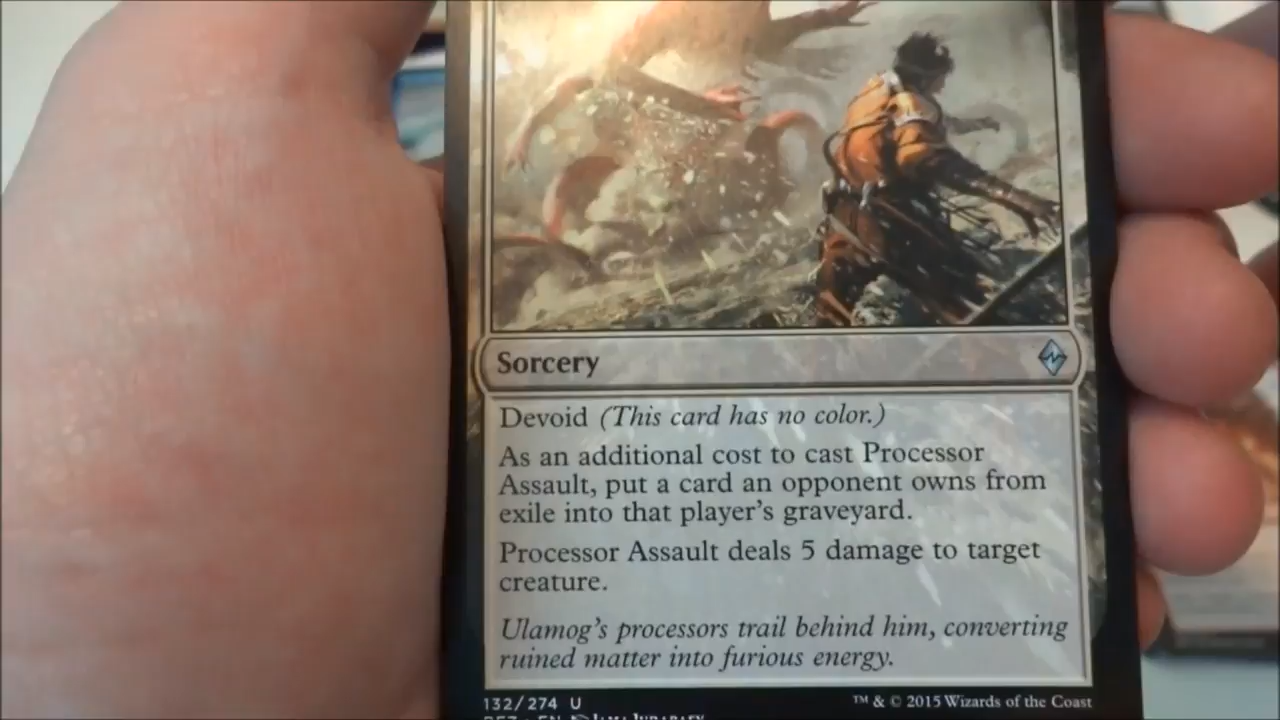 Sorcery
Devoid (This card has no color.)
As an additional cost to cast Processor
Assault, put a card an opponent owns from
exile into that player's graveyard.
Processor Assault deals 5 damage to target
creature.
Ulamog's processors trail behind him, converting
ruined matter into furious energy.
132/274 U
™ & © 2015 Wizards of the Coast